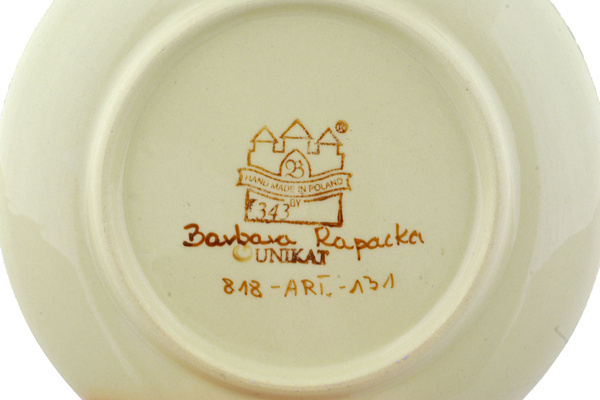 ®
B
HAND MADE IN POLAND
BY
343
Barbara Rapacka
UNIKAT
818-ART.-131